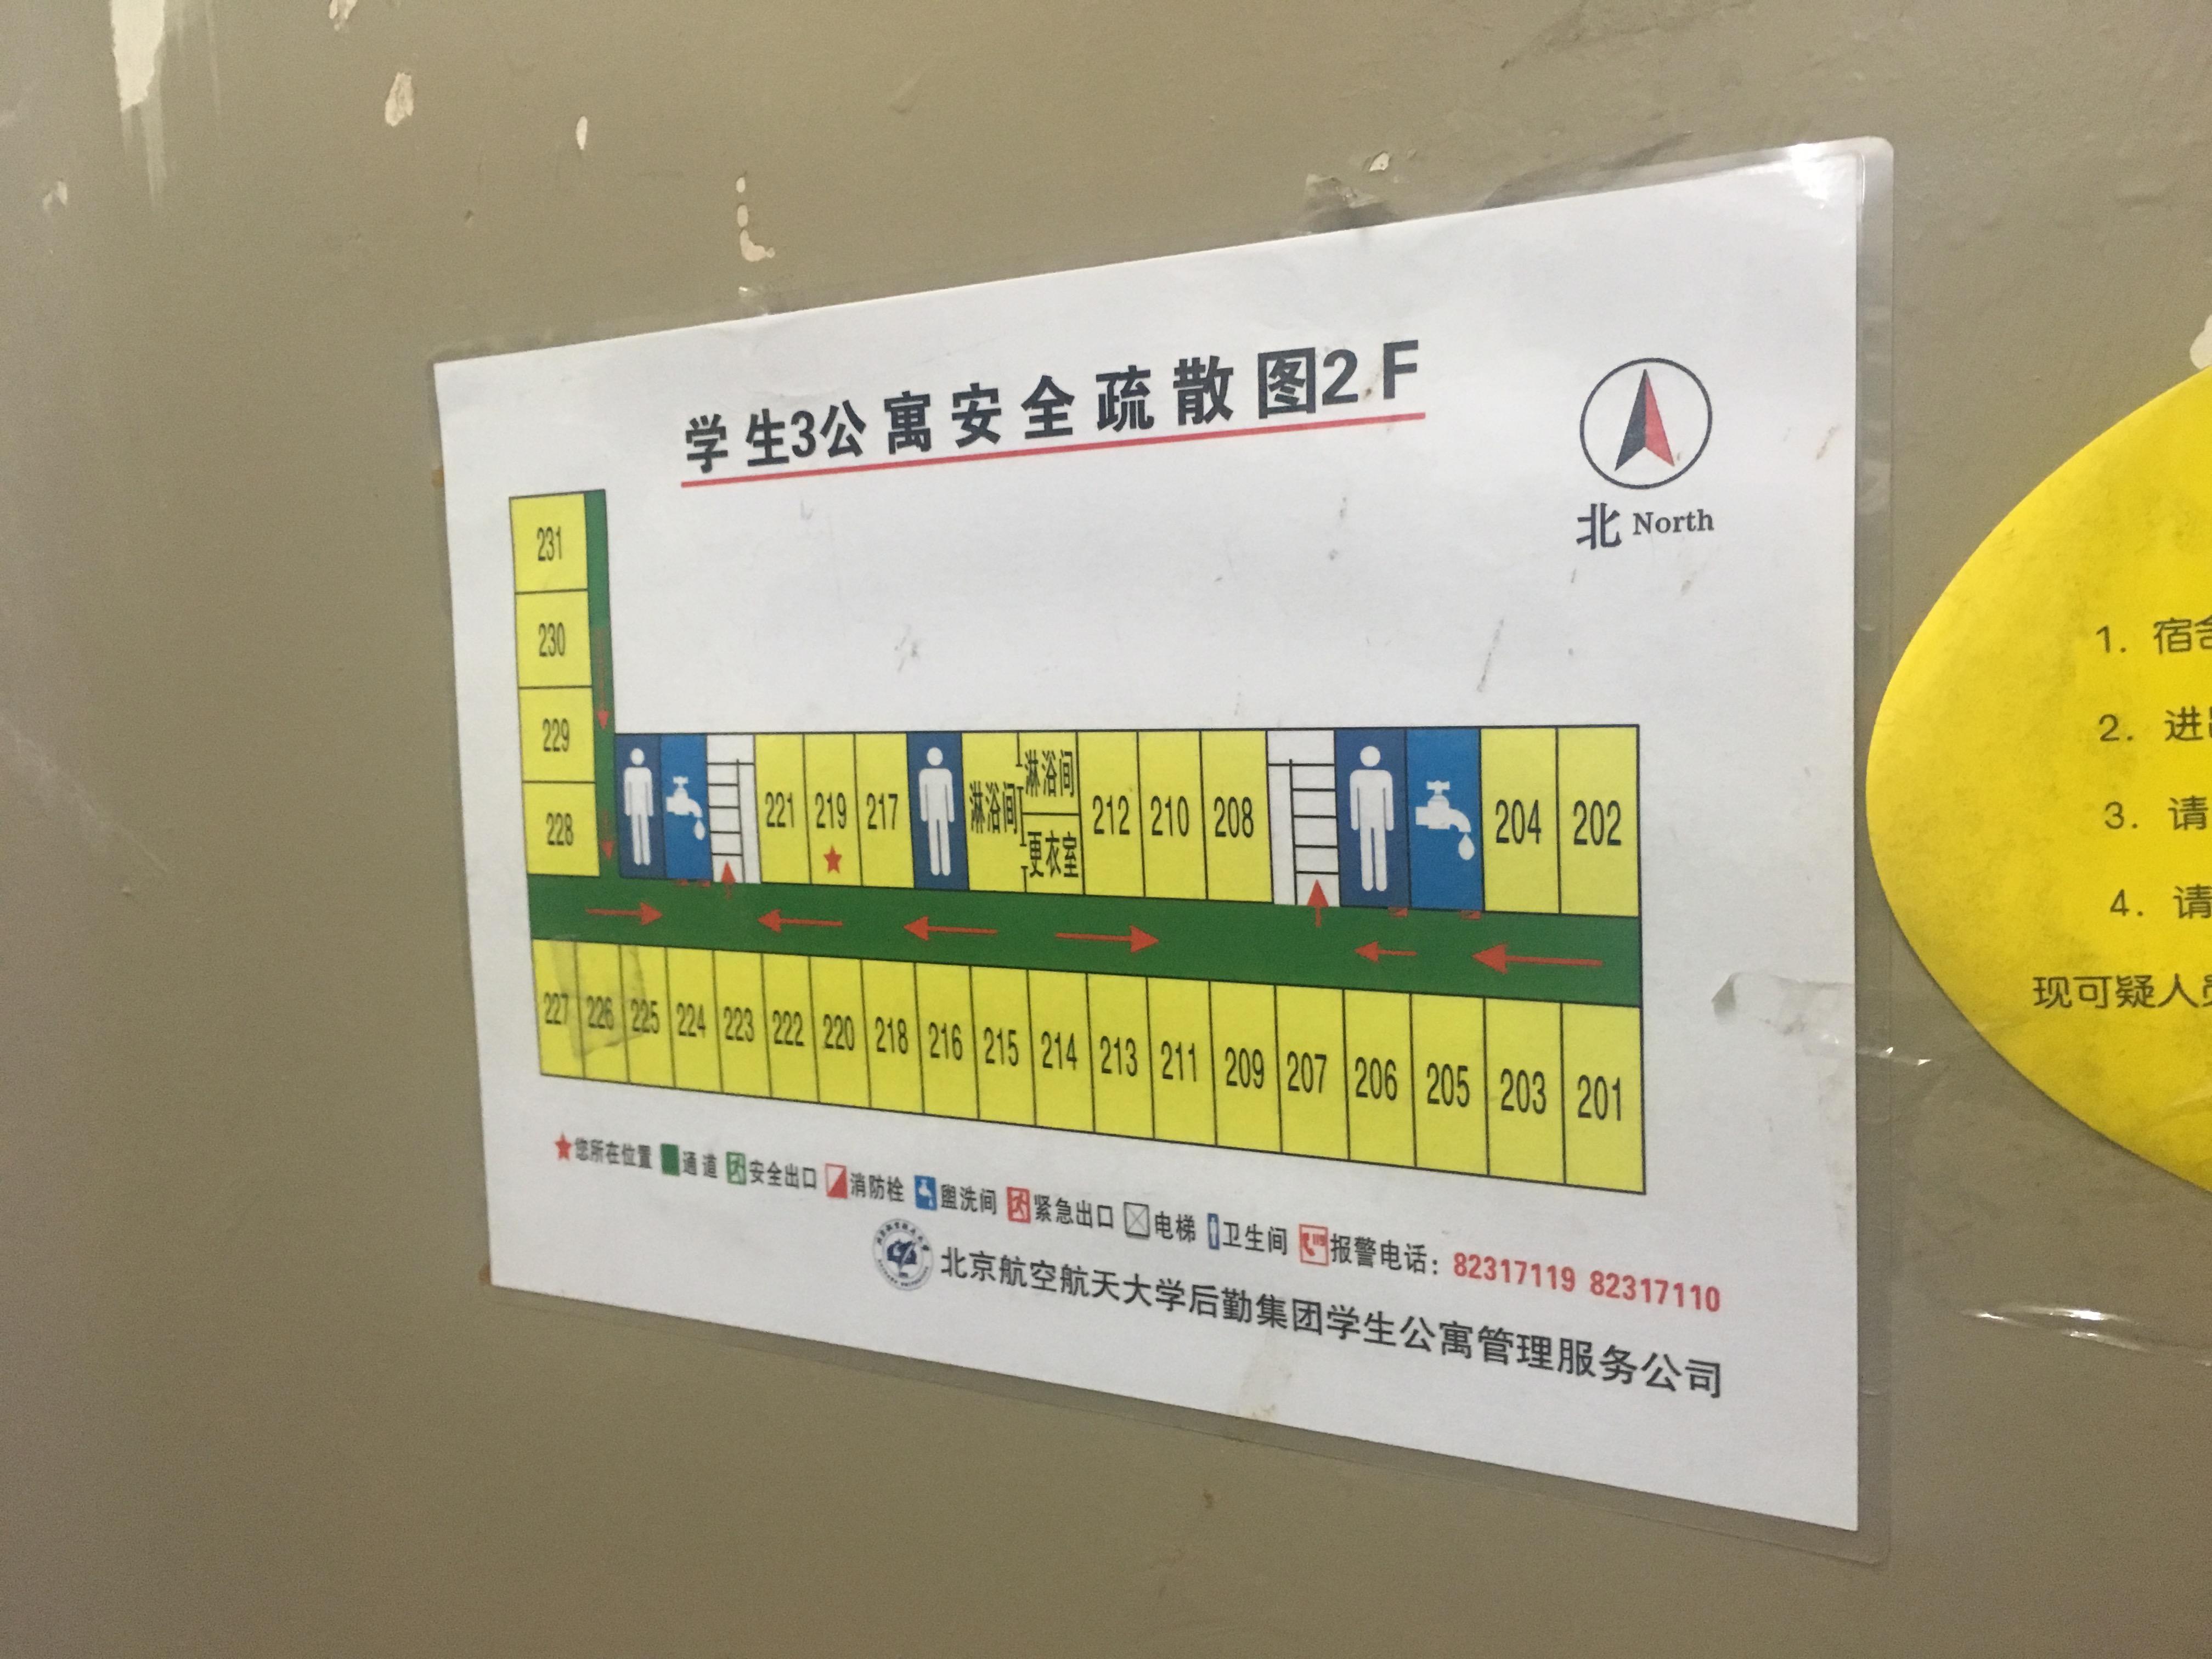 学生3公寓安全疏散图2F
北 North
231
230
229
228
221 219 217 淋浴间 淋浴间 更衣室 212 210 208 204 202
227 226 225 224 223 222 220 218 216 215 214 213 211 209 207 206 205 203 201
您所在位置 通道 安全出口 消防栓 盥洗间 紧急出口 电梯 卫生间 报警电话：82317119 82317110
北京航空航天大学后勤集团学生公寓管理服务公司
1. 宿舍
2. 进
3. 请
4. 请
现可疑人员